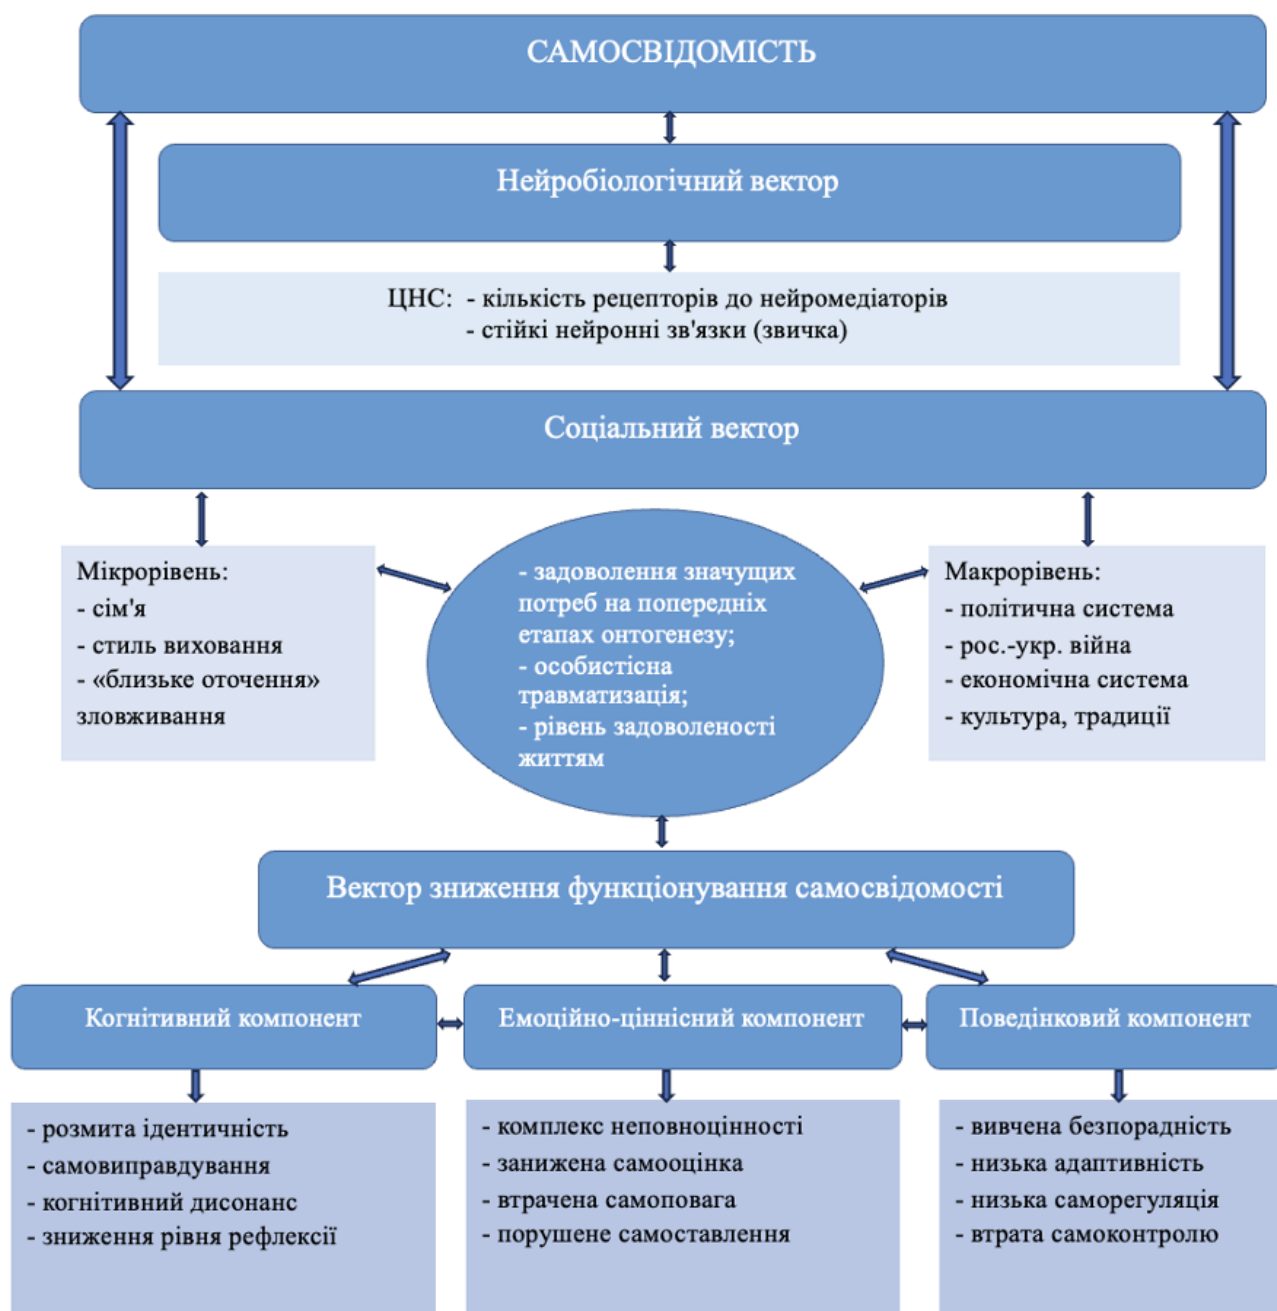 САМОСВІДОМІСТЬ
Нейробіологічний вектор
ЦНС: - кількість рецепторів до нейромедіаторів
- стійкі нейронні зв'язки (звичка)
Соціальний вектор
Мікрорівень:
- сім'я
- стиль виховання
- «близьке оточення»
зловживання
- задоволення значущих
потреб на попередніх
етапах онтогенезу;
- особистісна
травматизація;
- рівень задоволеності
життям
Макрорівень:
- політична система
- рос.-укр. війна
- економічна система
- культура, традиції
Вектор зниження функціонування самосвідомості
Когнітивний компонент
Емоційно-ціннісний компонент
Поведінковий компонент
- розмита ідентичність
- самовиправдування
- когнітивний дисонанс
- зниження рівня рефлексії
- комплекс неповноцінності
- занижена самооцінка
- втрачена самоповага
- порушене самоставлення
- вивчена безпорадність
- низька адаптивність
- низька саморегуляція
- втрата самоконтролю